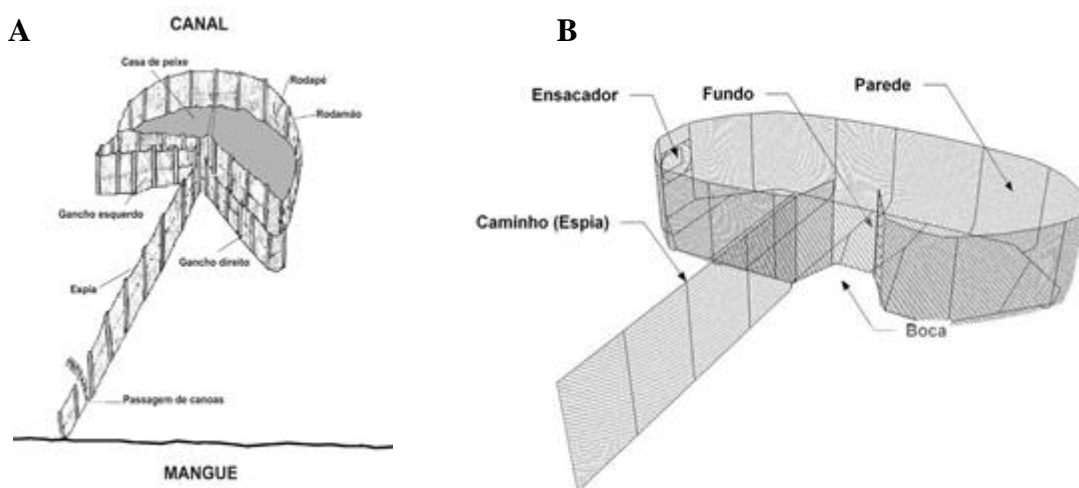 A
CANAL
Casa de peixe
Rodapé
Rodamão
Gancho esquerdo
Gancho direito
Espia
Passagem de canoas
MANGUE
B
Ensacador
Fundo
Parede
Caminho (Espia)
Boca